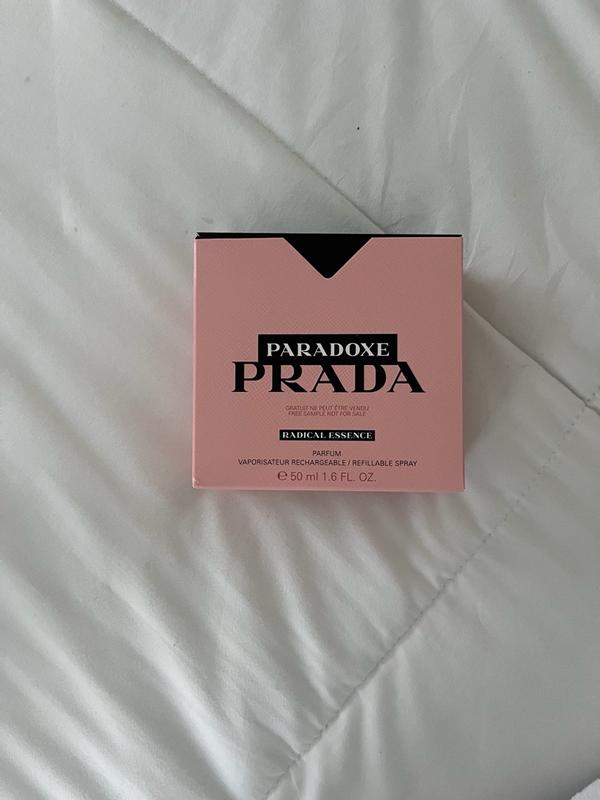 PARADOXE
PRADA
GRATUIT NE PEUT ÊTRE VENDU
FREE SAMPLE NOT FOR SALE
RADICAL ESSENCE
PARFUM
VAPORISATEUR RECHARGEABLE / REFILLABLE SPRAY
℮ 50 ml 1.6 FL. OZ.